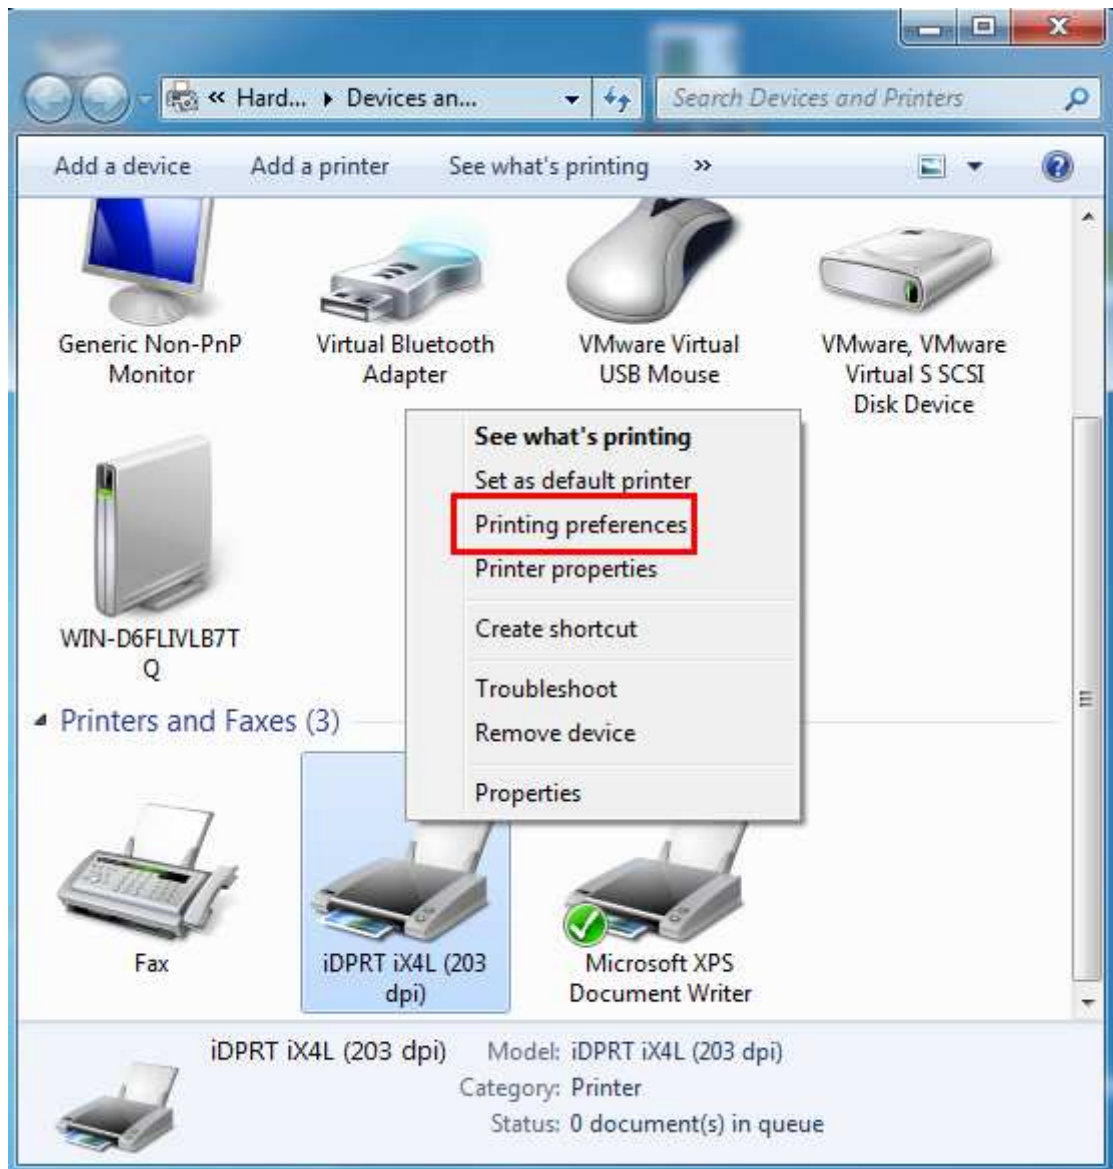 « Hard... ▸ Devices an...
Search Devices and Printers
Add a device Add a printer See what's printing »
Generic Non-PnP
Monitor
Virtual Bluetooth
Adapter
VMware Virtual
USB Mouse
VMware, VMware
Virtual S SCSI
Disk Device
See what's printing
Set as default printer
Printing preferences
Printer properties
Create shortcut
Troubleshoot
Remove device
Properties
WIN-D6FLIVLB7T
Q
Printers and Faxes (3)
Fax
iDPRT iX4L (203
dpi)
Microsoft XPS
Document Writer
iDPRT iX4L (203 dpi) Model: iDPRT iX4L (203 dpi)
Category: Printer
Status: 0 document(s) in queue